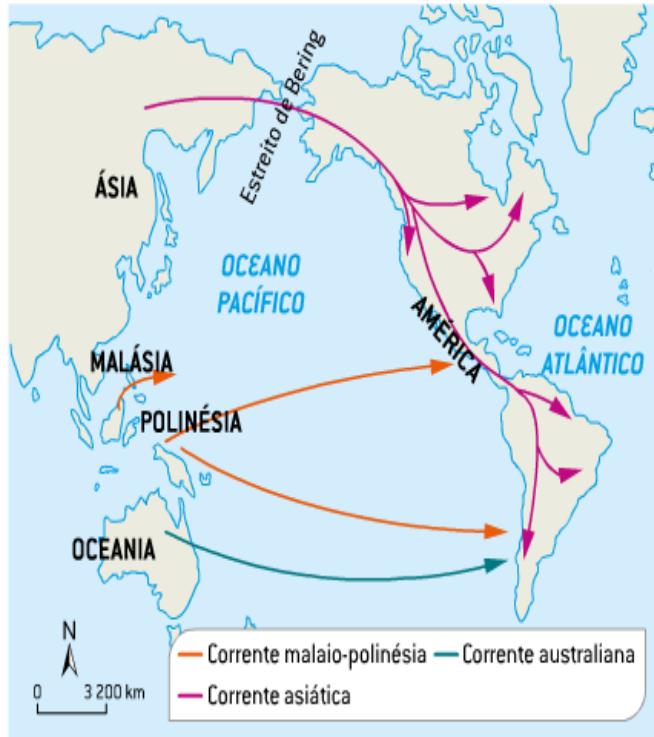 Estreito de Bering
ÁSIA
OCEANO
PACÍFICO
AMÉRICA
OCEANO
ATLÂNTICO
MALÁSIA
POLINÉSIA
OCEANIA
N
0 3 200 km
Corrente malaio-polinésia Corrente australiana
Corrente asiática